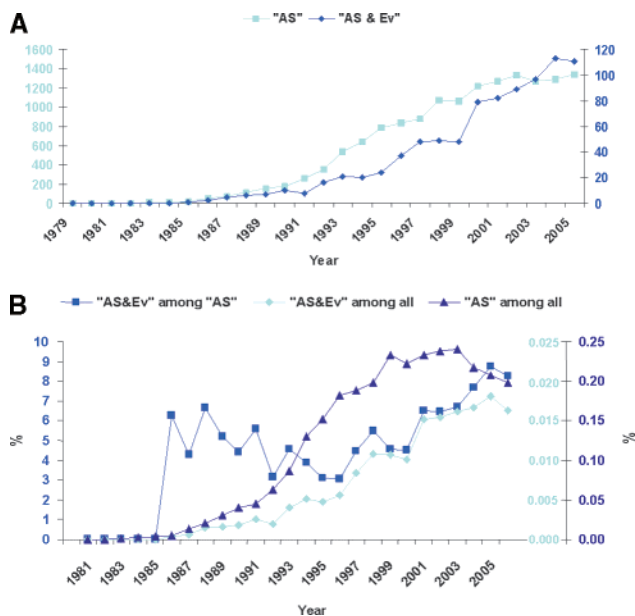 A
"AS" "AS & Ev"
1600 120
1400 100
1200 80
1000
800 60
600 40
400
200 20
0 0
1979 1981 1983 1985 1987 1989 1991 1993 1995 1997 1999 2001 2003 2005
Year
B
"AS&Ev" among "AS" "AS&Ev" among all "AS" among all
10 0.025 0.25
9
8 0.020 0.20
7
6 0.015 0.15
5
4 0.010 0.10
3
2 0.005 0.05
1
0 0.000 0.00
% %
1981 1983 1985 1987 1989 1991 1993 1995 1997 1999 2001 2003 2005
Year Year